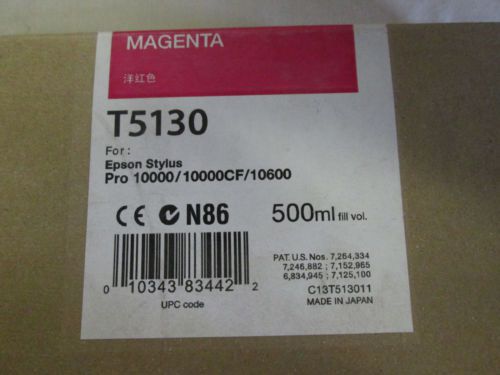 MAGENTA
洋红色
T5130
For :
Epson Stylus
Pro 10000/10000CF/10600
CE N86 500ml fill vol.
PAT. U.S. Nos. 7,264,334
7,246,882 ; 7,152,965
6,834,945 ; 7,125,100
0 10343 83442 2
C13T513011
UPC code
MADE IN JAPAN